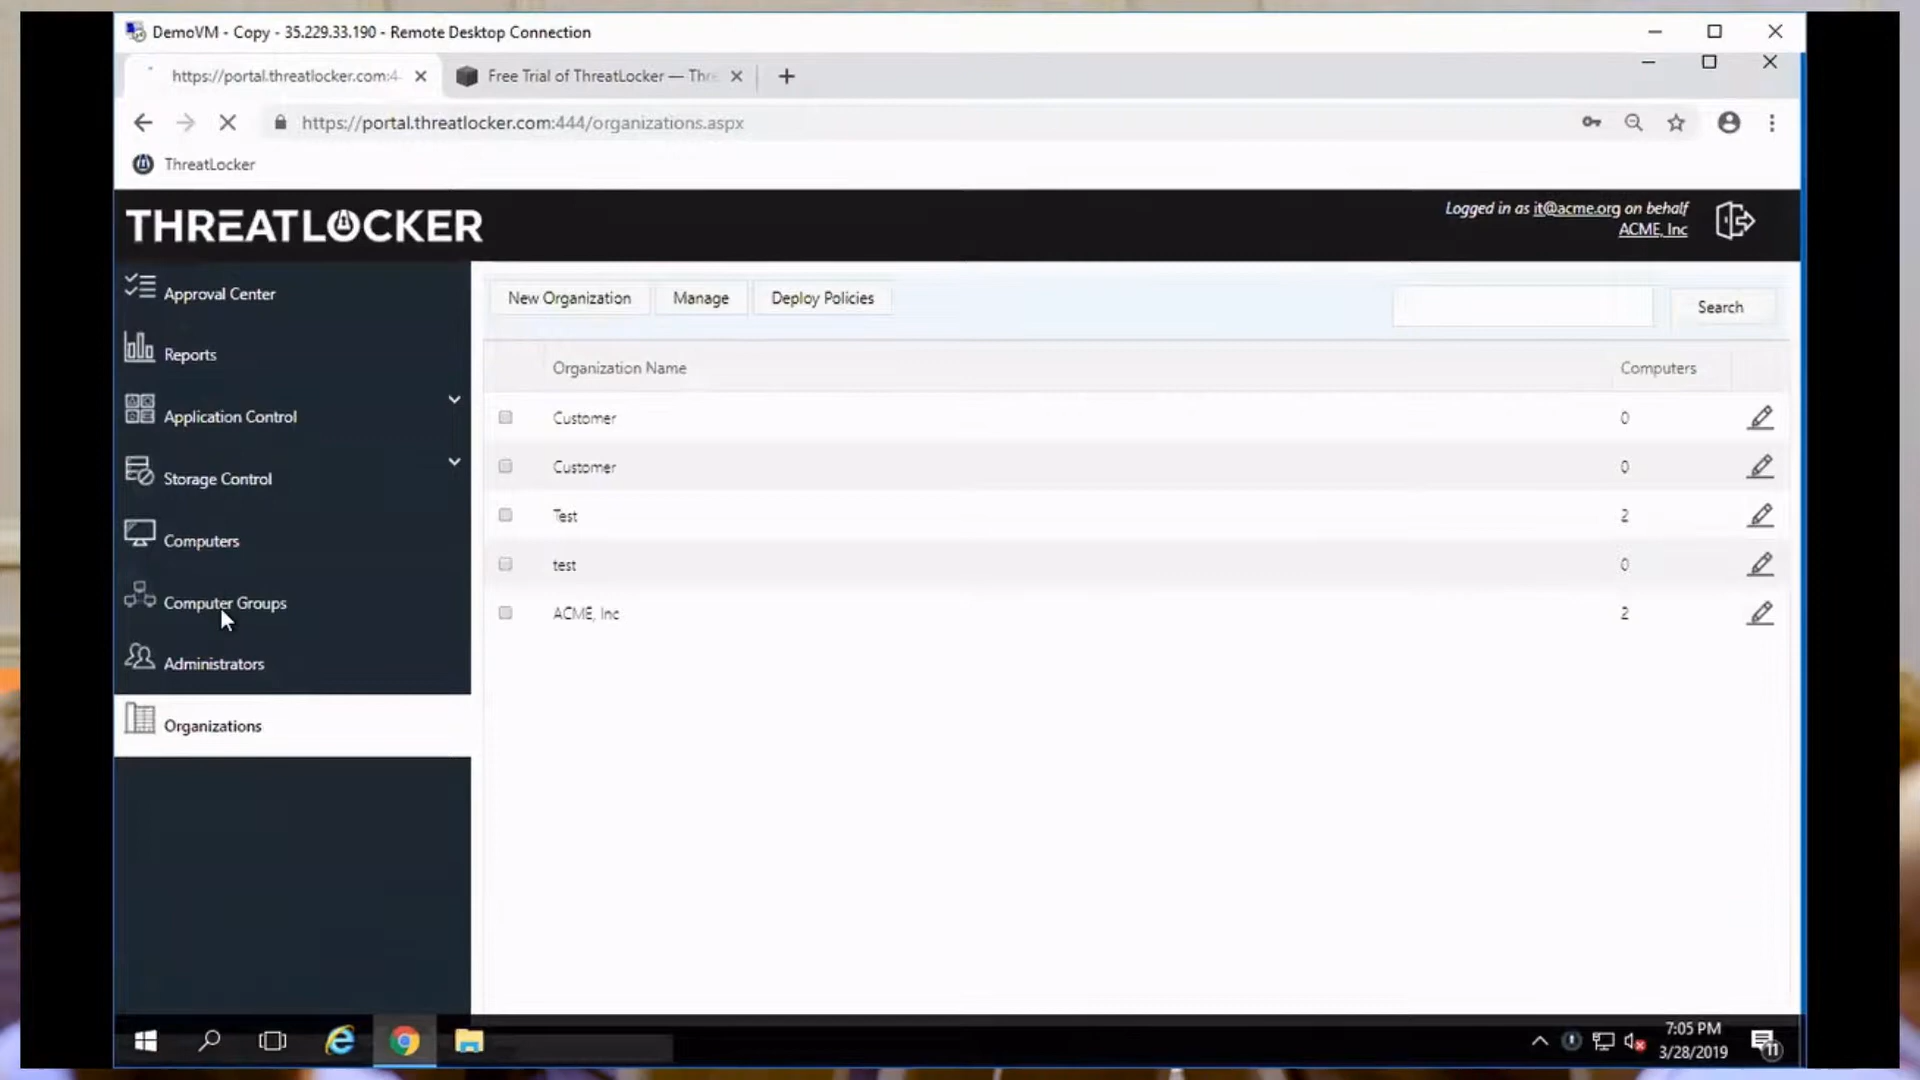 DemoVM - Copy - 35.229.33.190 - Remote Desktop Connection
https://portal.threatlocker.com:4
Free Trial of ThreatLocker — Thre
https://portal.threatlocker.com:444/organizations.aspx
ThreatLocker
THREATLOCKER
Logged in as it@acme.org on behalf
ACME, Inc
Approval Center
Reports
Application Control
Storage Control
Computers
Computer Groups
Administrators
Organizations
New Organization
Manage
Deploy Policies
Search
Organization Name
Computers
Customer
0
Customer
0
Test
2
test
0
ACME, Inc
2
7:05 PM
3/28/2019
11